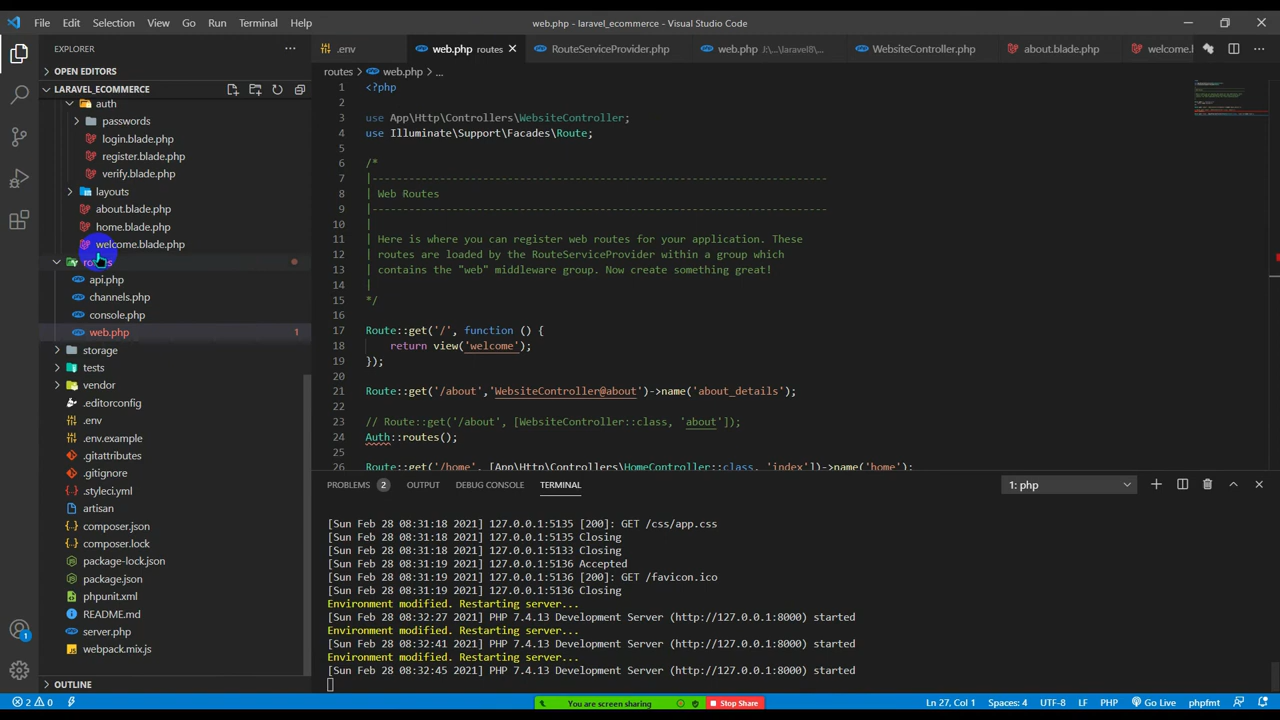 File Edit Selection View Go Run Terminal Help
web.php - laravel_ecommerce - Visual Studio Code
EXPLORER
.env web.php routes RouteServiceProvider.php web.php J:\...\laravel8\... WebsiteController.php about.blade.php welcome.l
OPEN EDITORS
LARAVEL_ECOMMERCE
auth
passwords
login.blade.php
register.blade.php
verify.blade.php
layouts
about.blade.php
home.blade.php
welcome.blade.php
api.php
channels.php
console.php
web.php 1
storage
tests
vendor
.editorconfig
.env
.env.example
.gitattributes
.gitignore
.styleci.yml
artisan
composer.json
composer.lock
package-lock.json
package.json
phpunit.xml
README.md
server.php
webpack.mix.js
OUTLINE
routes > web.php > ...
1 <?php
2
3 use App\Http\Controllers\WebsiteController;
4 use Illuminate\Support\Facades\Route;
5
6 /*
7 |--------------------------------------------------------------------------
8 | Web Routes
9 |--------------------------------------------------------------------------
10 |
11 | Here is where you can register web routes for your application. These
12 | routes are loaded by the RouteServiceProvider within a group which
13 | contains the "web" middleware group. Now create something great!
14 |
15 */
16
17 Route::get('/', function () {
18 return view('welcome');
19 });
20
21 Route::get('/about','WebsiteController@about')->name('about_details');
22
23 // Route::get('/about', [WebsiteController::class, 'about']);
24 Auth::routes();
25
26 Route::get('/home', [App\Http\Controllers\HomeController::class, 'index'])->name('home');
PROBLEMS 2 OUTPUT DEBUG CONSOLE TERMINAL 1: php
[Sun Feb 28 08:31:18 2021] 127.0.0.1:5135 [200]: GET /css/app.css
[Sun Feb 28 08:31:18 2021] 127.0.0.1:5135 Closing
[Sun Feb 28 08:31:18 2021] 127.0.0.1:5133 Closing
[Sun Feb 28 08:31:19 2021] 127.0.0.1:5136 Accepted
[Sun Feb 28 08:31:19 2021] 127.0.0.1:5136 [200]: GET /favicon.ico
[Sun Feb 28 08:31:19 2021] 127.0.0.1:5136 Closing
Environment modified. Restarting server...
[Sun Feb 28 08:32:27 2021] PHP 7.4.13 Development Server (http://127.0.0.1:8000) started
Environment modified. Restarting server...
[Sun Feb 28 08:32:41 2021] PHP 7.4.13 Development Server (http://127.0.0.1:8000) started
Environment modified. Restarting server...
[Sun Feb 28 08:32:45 2021] PHP 7.4.13 Development Server (http://127.0.0.1:8000) started
1
2 0 You are screen sharing Stop Share Ln 27, Col 1 Spaces: 4 UTF-8 LF PHP Go Live phpfmt